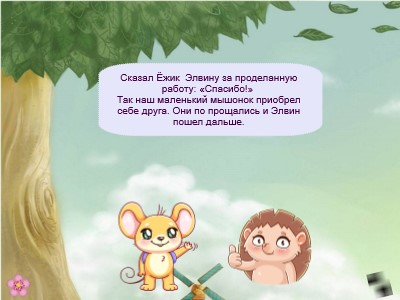 Сказал Ёжик  Элвину за проделанную
работу: «Спасибо!»
Так наш маленький мышонок приобрел
себе друга. Они по прощались и Элвин
пошел дальше.